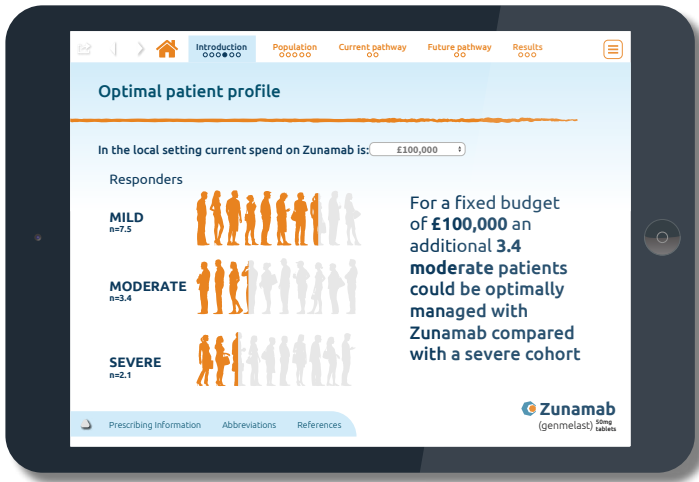 Introduction
Population
Current pathway
Future pathway
Results
Optimal patient profile
In the local setting current spend on Zunamab is:
£100,000
Responders
MILD
n=7.5
MODERATE
n=3.4
SEVERE
n=2.1
For a fixed budget
of £100,000 an
additional 3.4
moderate patients
could be optimally
managed with
Zunamab compared
with a severe cohort
Zunamab
(genmelast) 50mg tablets
Prescribing Information
Abbreviations
References